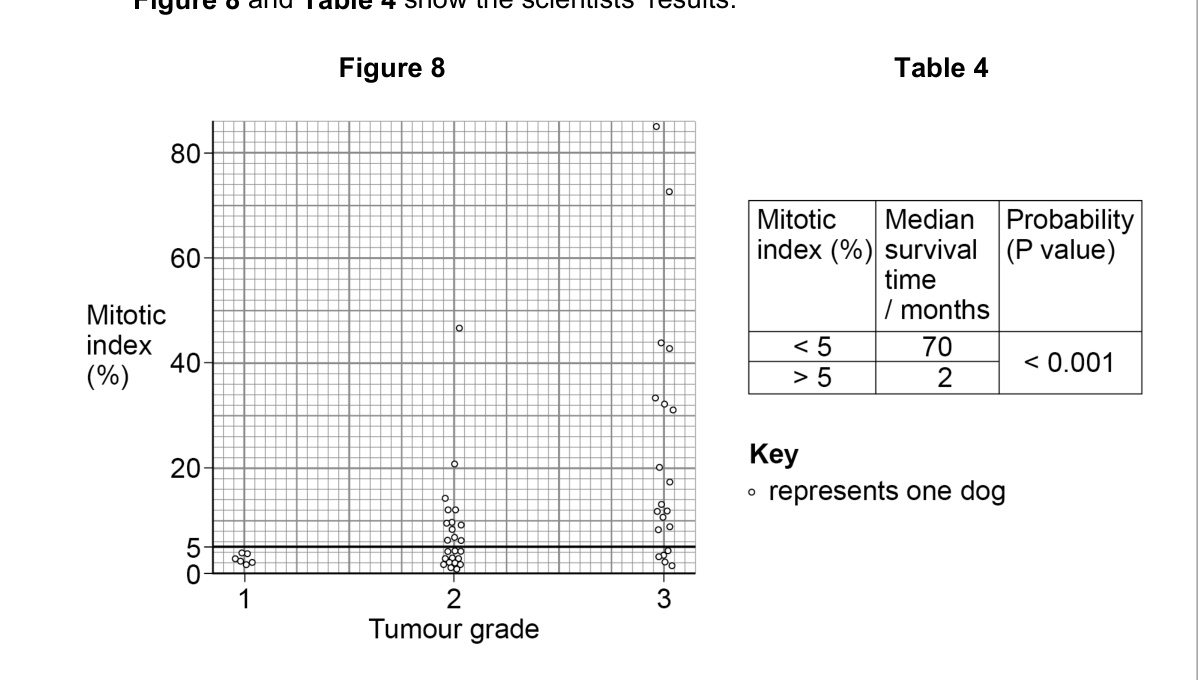 Figure 8 and Table 4 show the scientists' results.
Figure 8
Table 4
80
60
40
20
5
0
Mitotic
index
(%)
1 2 3
Tumour grade
Mitotic
index (%)
Median
survival
time
/ months
Probability
(P value)
< 5 70
> 5 2
< 0.001
Key
represents one dog